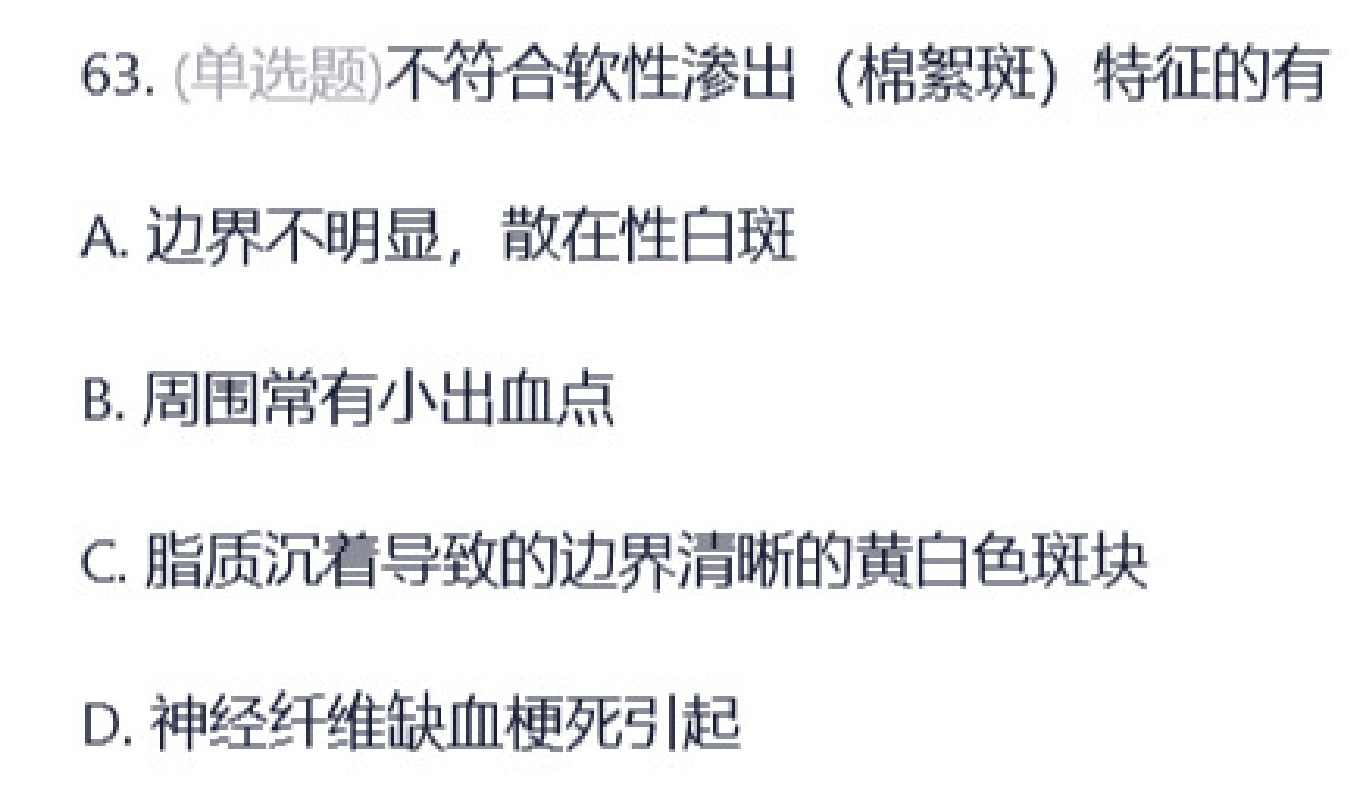 63. (单选题)不符合软性渗出（棉絮斑）特征的有
A. 边界不明显，散在性白斑
B. 周围常有小出血点
C. 脂质沉着导致的边界清晰的黄白色斑块
D. 神经纤维缺血梗死引起